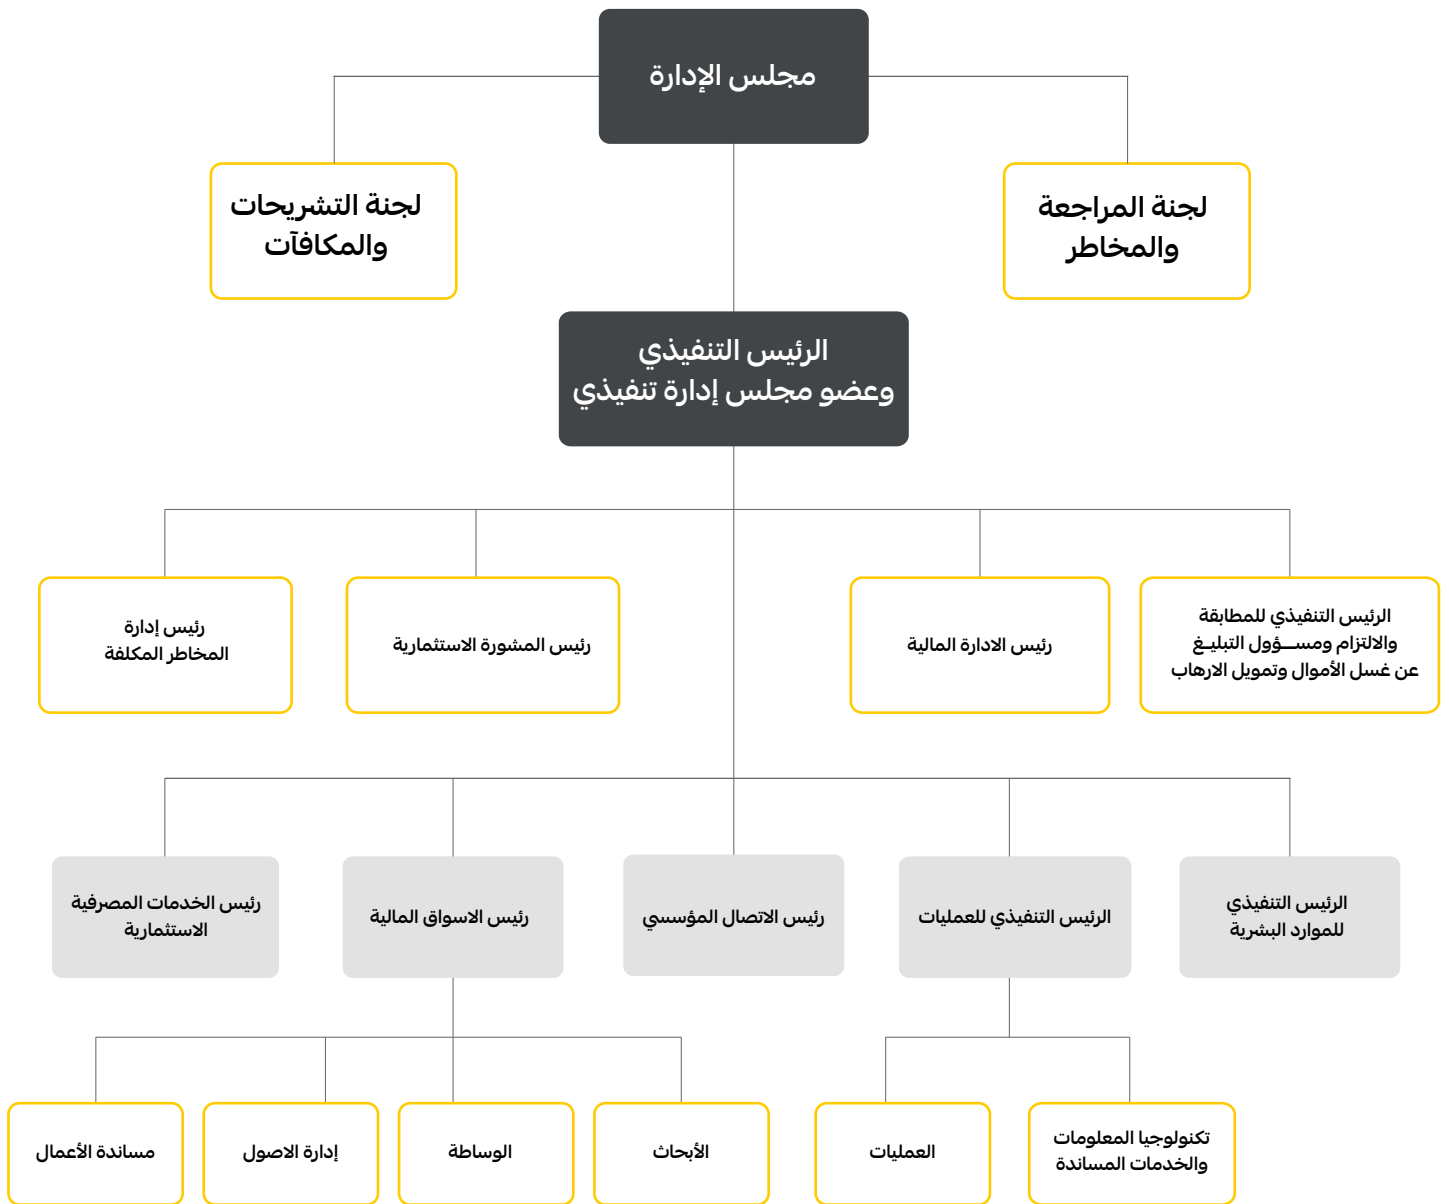 مجلس الإدارة
لجنة المراجعة
والمخاطر
لجنة التشريحات
والمكافآت
الرئيس التنفيذي
وعضو مجلس إدارة تنفيذي
الرئيس التنفيذي للمطابقة
والالتزام ومســؤول التبليـغ
عن غسل الأموال وتمويل الارهاب
رئيس الادارة المالية
رئيس المشورة الاستثمارية
رئيس إدارة
المخاطر المكلفة
الرئيس التنفيذي
للموارد البشرية
الرئيس التنفيذي للعمليات
رئيس الاتصال المؤسسي
رئيس الاسواق المالية
رئيس الخدمات المصرفية
الاستثمارية
تكنولوجيا المعلومات
والخدمات المساندة
العمليات
الأبحاث
الوساطة
إدارة الاصول
مساندة الأعمال